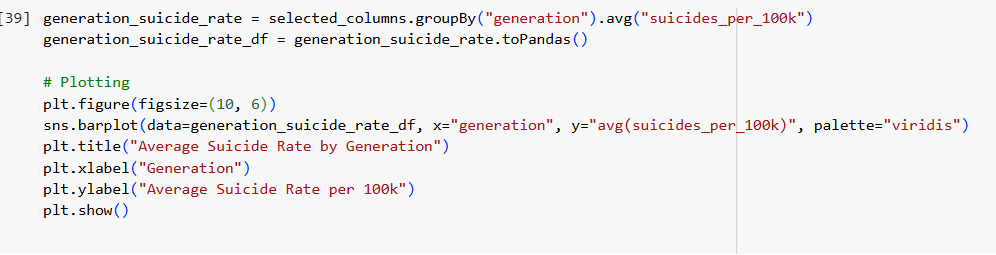 [39] generation_suicide_rate = selected_columns.groupBy("generation").avg("suicides_per_100k")
generation_suicide_rate_df = generation_suicide_rate.toPandas()
# Plotting
plt.figure(figsize=(10, 6))
sns.barplot(data=generation_suicide_rate_df, x="generation", y="avg(suicides_per_100k)", palette="viridis")
plt.title("Average Suicide Rate by Generation")
plt.xlabel("Generation")
plt.ylabel("Average Suicide Rate per 100k")
plt.show()